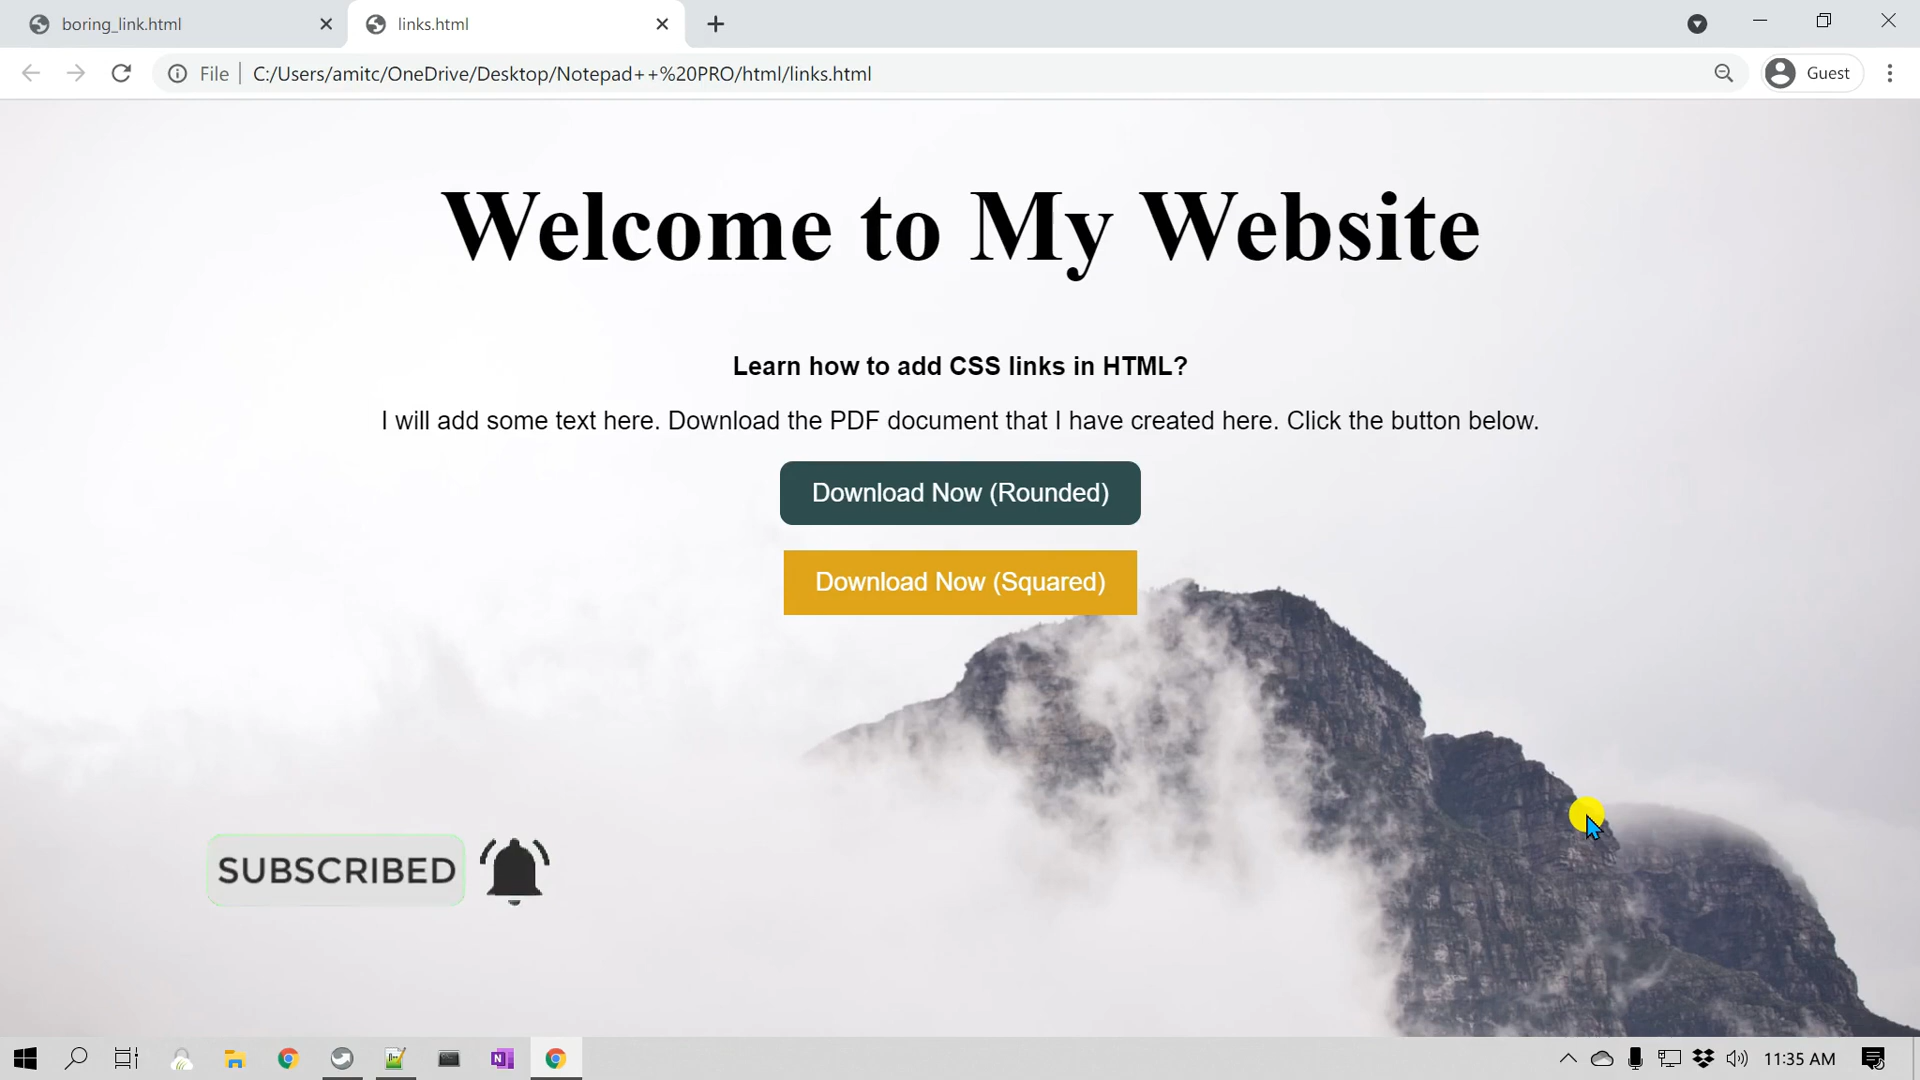 boring_link.html
links.html
File
C:/Users/amitc/OneDrive/Desktop/Notepad++%20PRO/html/links.html
Guest
Welcome to My Website
Learn how to add CSS links in HTML?
I will add some text here. Download the PDF document that I have created here. Click the button below.
Download Now (Rounded)
Download Now (Squared)
SUBSCRIBED
N
11:35 AM